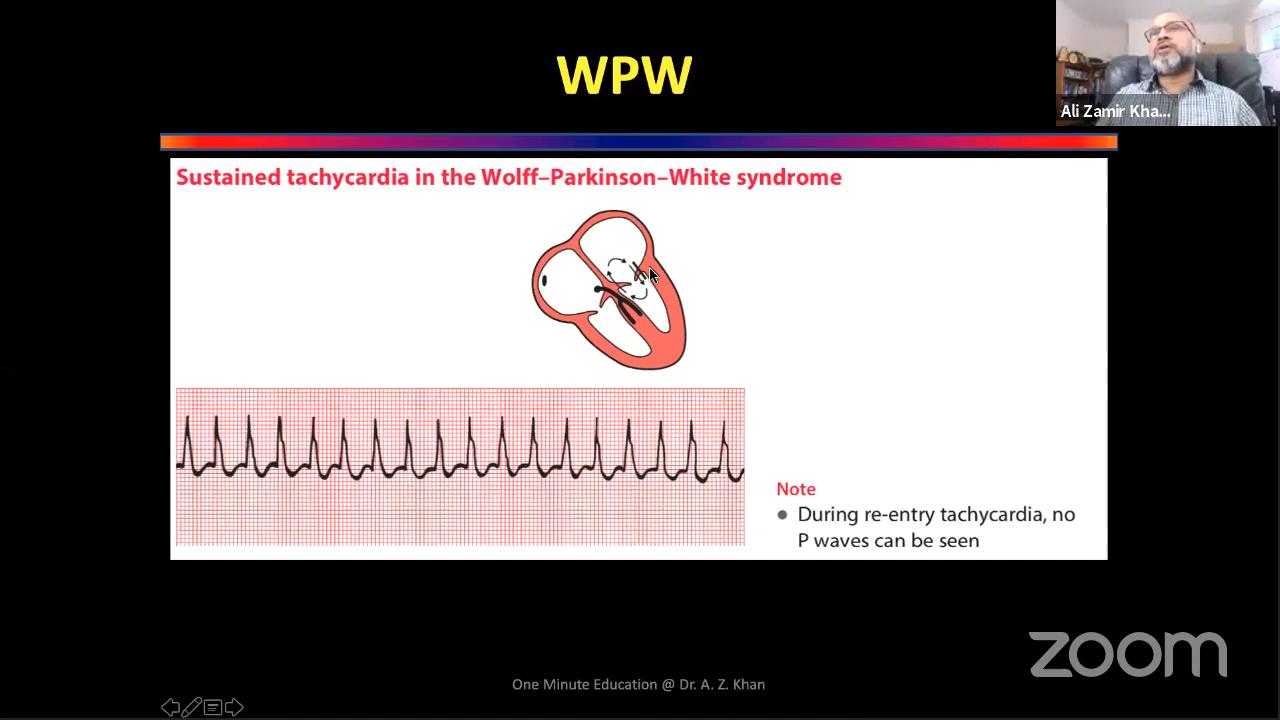 WPW
Ali Zamir Kha...
Sustained tachycardia in the Wolff–Parkinson–White syndrome
Note
● During re-entry tachycardia, no
P waves can be seen
zoom
One Minute Education @ Dr. A. Z. Khan